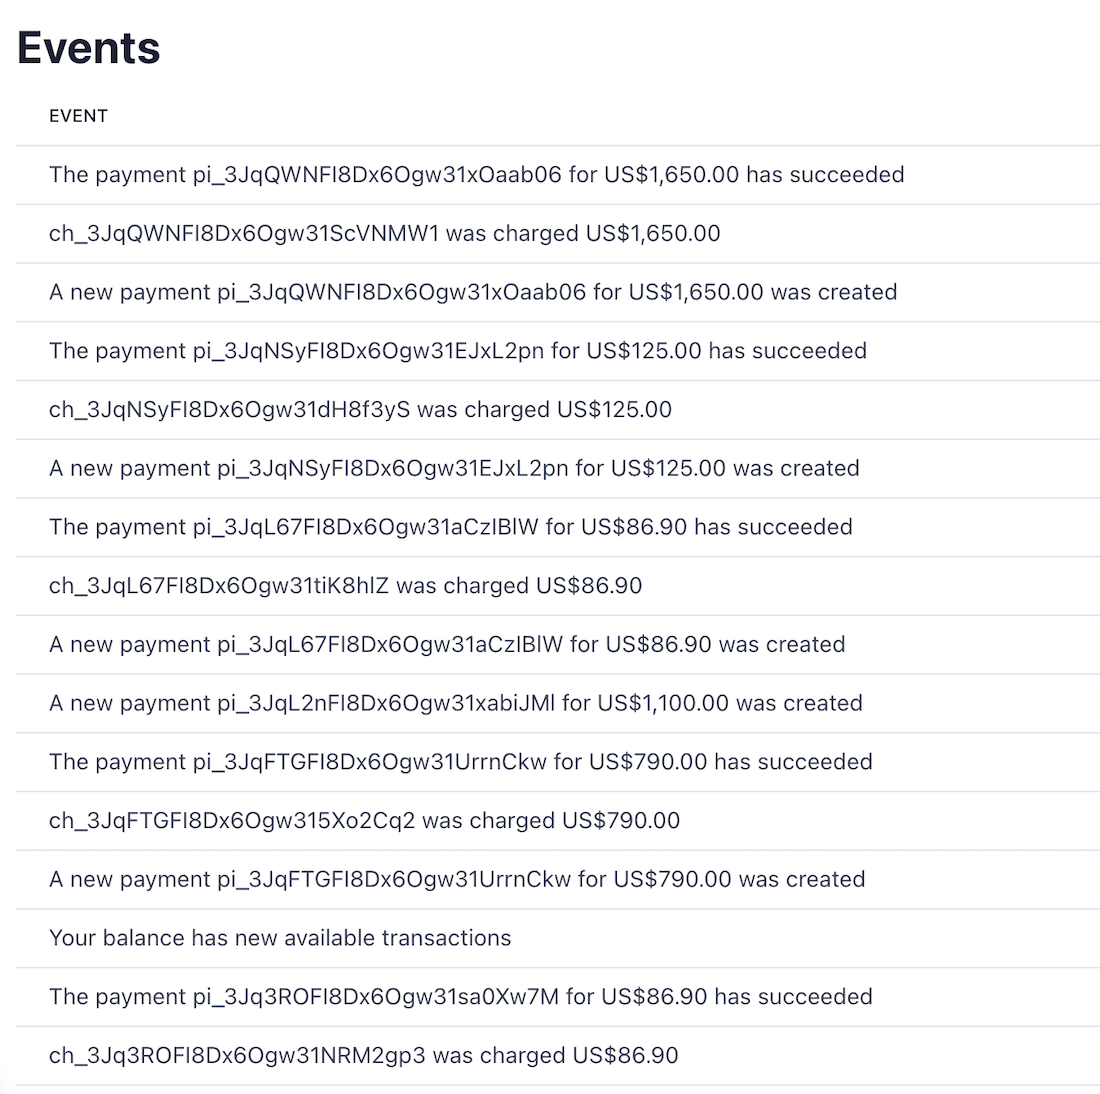 Events
EVENT
The payment pi_3JqQWNFI8Dx6Ogw31xOaab06 for US$1,650.00 has succeeded
ch_3JqQWNFI8Dx6Ogw31ScVNMW1 was charged US$1,650.00
A new payment pi_3JqQWNFI8Dx6Ogw31xOaab06 for US$1,650.00 was created
The payment pi_3JqNSyFI8Dx6Ogw31EJxL2pn for US$125.00 has succeeded
ch_3JqNSyFI8Dx6Ogw31dH8f3yS was charged US$125.00
A new payment pi_3JqNSyFI8Dx6Ogw31EJxL2pn for US$125.00 was created
The payment pi_3JqL67FI8Dx6Ogw31aCzIBlW for US$86.90 has succeeded
ch_3JqL67FI8Dx6Ogw31tiK8hlZ was charged US$86.90
A new payment pi_3JqL67FI8Dx6Ogw31aCzIBlW for US$86.90 was created
A new payment pi_3JqL2nFI8Dx6Ogw31xabiJMl for US$1,100.00 was created
The payment pi_3JqFTGFI8Dx6Ogw31UrrnCkw for US$790.00 has succeeded
ch_3JqFTGFI8Dx6Ogw315Xo2Cq2 was charged US$790.00
A new payment pi_3JqFTGFI8Dx6Ogw31UrrnCkw for US$790.00 was created
Your balance has new available transactions
The payment pi_3Jq3ROFI8Dx6Ogw31sa0Xw7M for US$86.90 has succeeded
ch_3Jq3ROFI8Dx6Ogw31NRM2gp3 was charged US$86.90